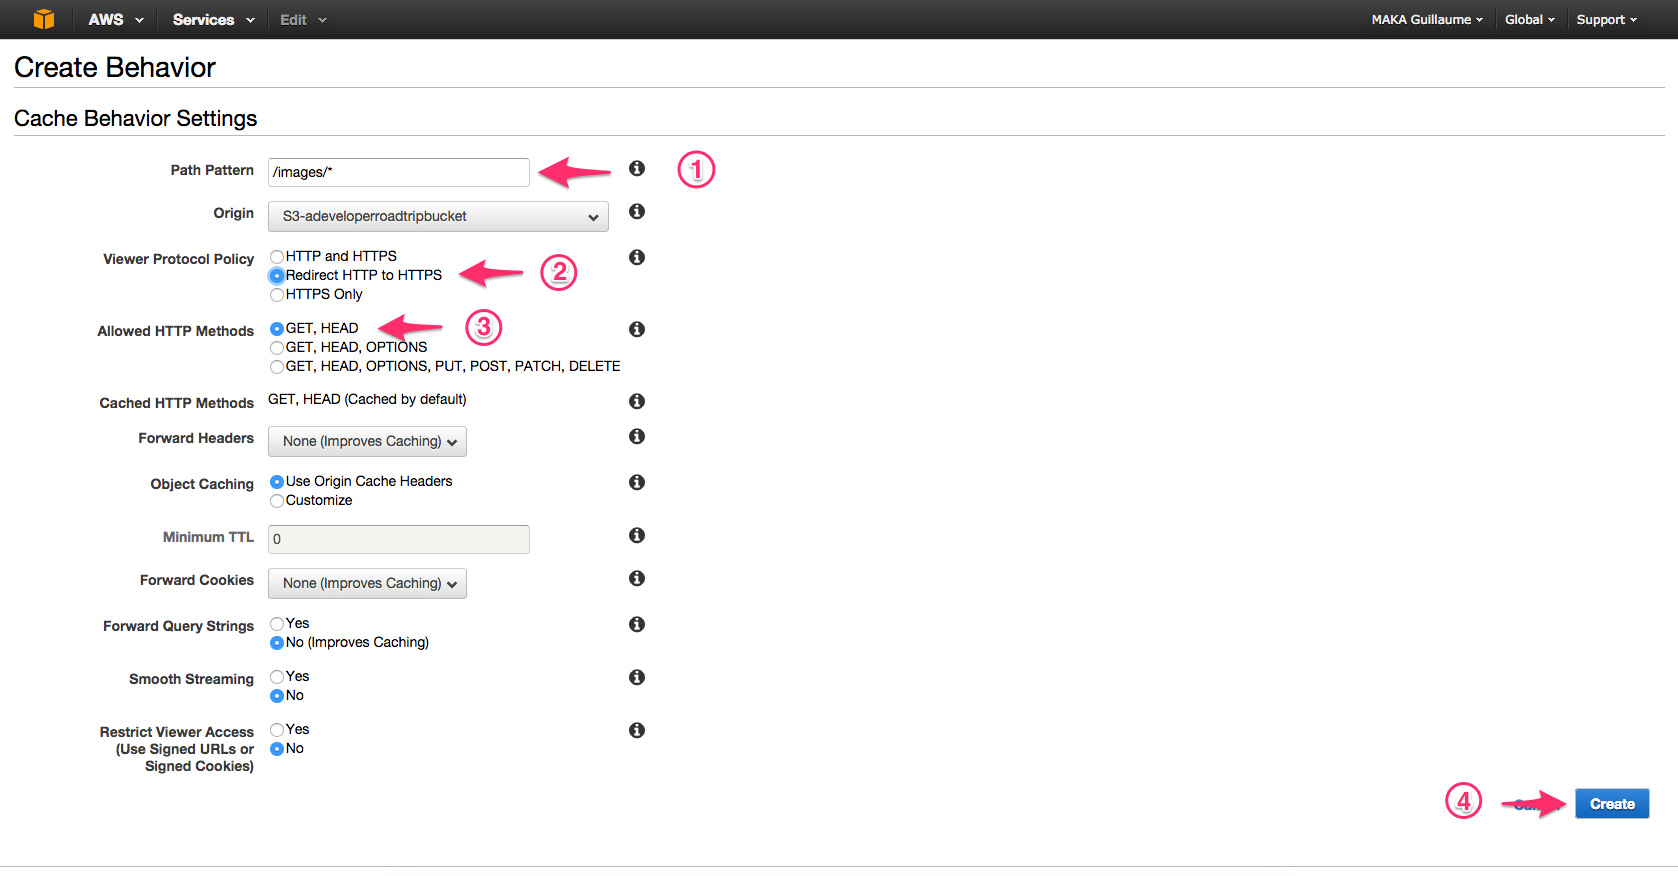 AWS Services Edit MAKA Guillaume Global Support
Create Behavior
Cache Behavior Settings
Path Pattern /images/* 1
Origin S3-adeveloperroadtripbucket
Viewer Protocol Policy HTTP and HTTPS
Redirect HTTP to HTTPS 2
HTTPS Only
Allowed HTTP Methods GET, HEAD 3
GET, HEAD, OPTIONS
GET, HEAD, OPTIONS, PUT, POST, PATCH, DELETE
Cached HTTP Methods GET, HEAD (Cached by default)
Forward Headers None (Improves Caching)
Object Caching Use Origin Cache Headers
Customize
Minimum TTL 0
Forward Cookies None (Improves Caching)
Forward Query Strings Yes
No (Improves Caching)
Smooth Streaming Yes
No
Restrict Viewer Access Yes
(Use Signed URLs or No
Signed Cookies)
4 Create